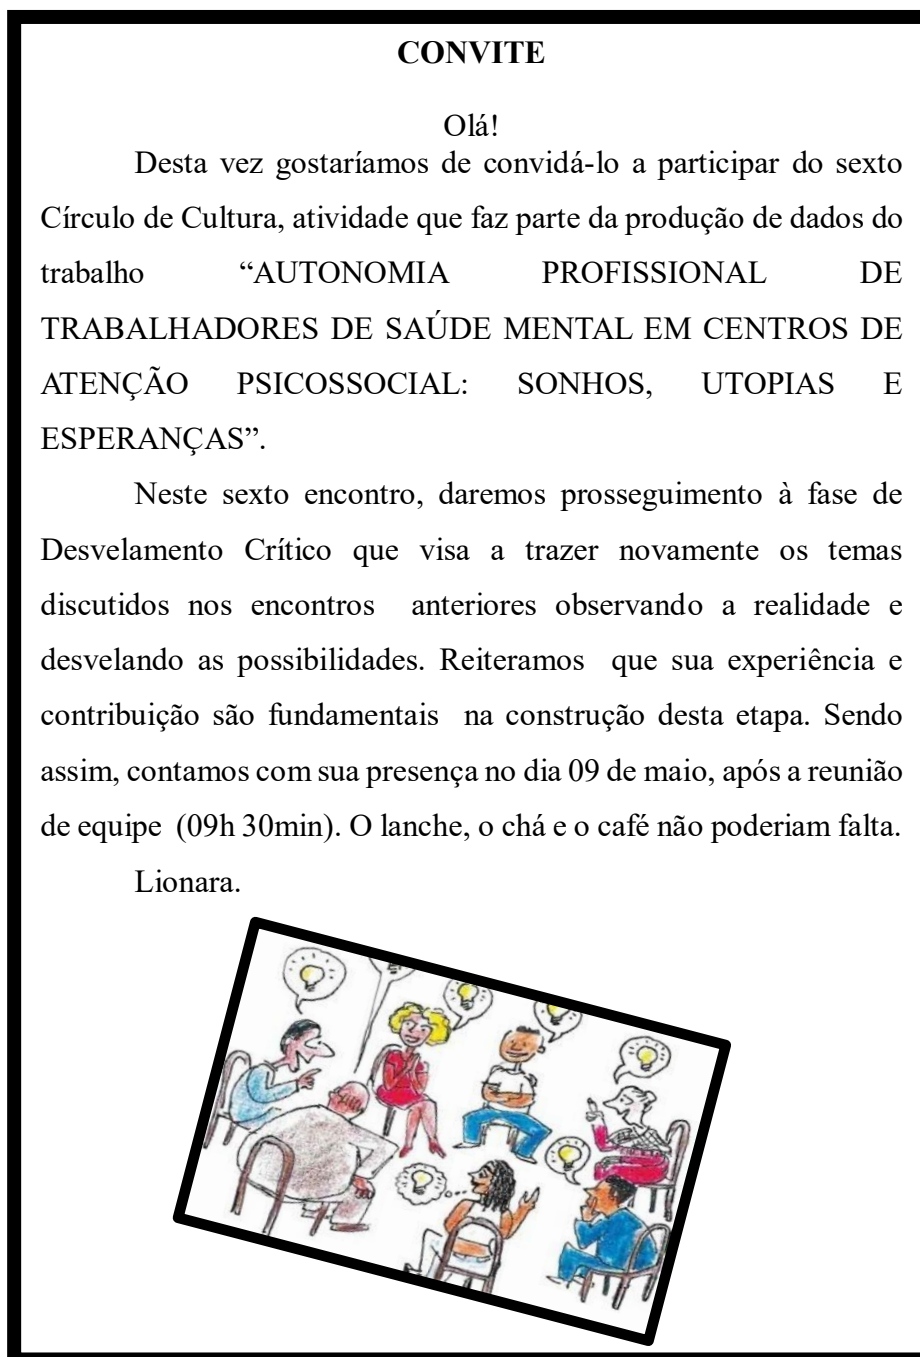 CONVITE
Olá!
Desta vez gostaríamos de convidá-lo a participar do sexto
Círculo de Cultura, atividade que faz parte da produção de dados do
trabalho “AUTONOMIA PROFISSIONAL DE
TRABALHADORES DE SAÚDE MENTAL EM CENTROS DE
ATENÇÃO PSICOSSOCIAL: SONHOS, UTOPIAS E
ESPERANÇAS”.
Neste sexto encontro, daremos prosseguimento à fase de
Desvelamento Crítico que visa a trazer novamente os temas
discutidos nos encontros anteriores observando a realidade e
desvelando as possibilidades. Reiteramos que sua experiência e
contribuição são fundamentais na construção desta etapa. Sendo
assim, contamos com sua presença no dia 09 de maio, após a reunião
de equipe (09h 30min). O lanche, o chá e o café não poderiam falta.
Lionara.